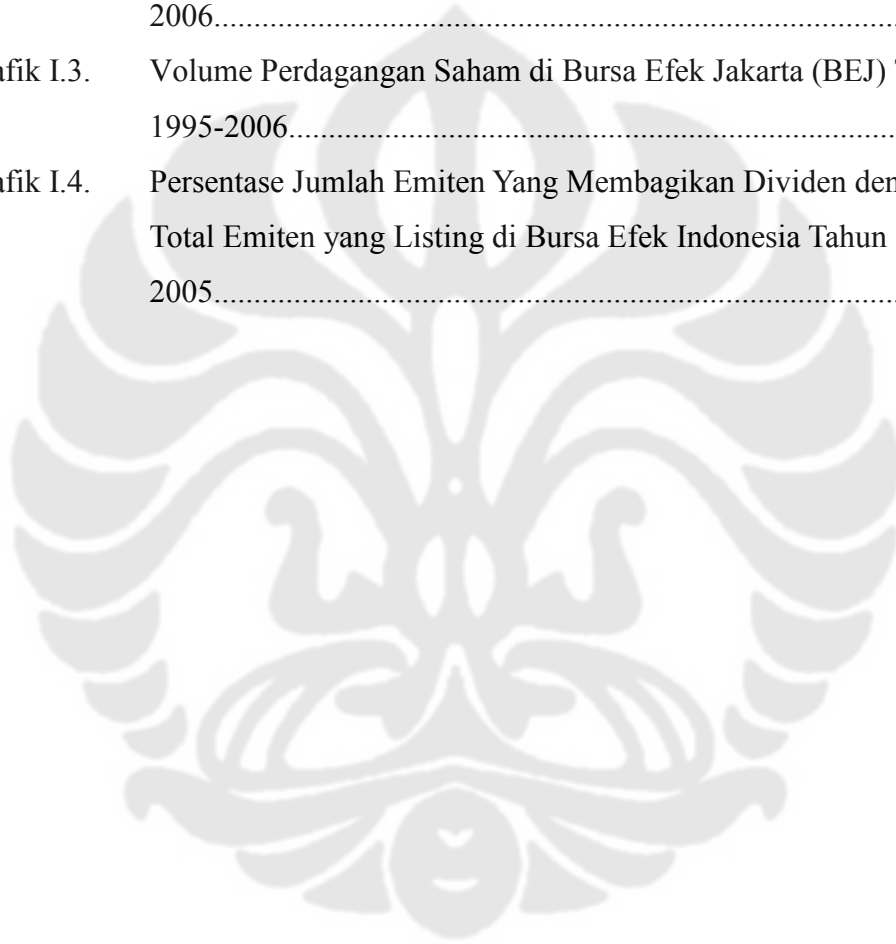 2006.......................................................................................
afik I.3. Volume Perdagangan Saham di Bursa Efek Jakarta (BEJ)
1995-2006.............................................................................
afik I.4. Persentase Jumlah Emiten Yang Membagikan Dividen
Total Emiten yang Listing di Bursa Efek Indonesia Tahun
2005.......................................................................................